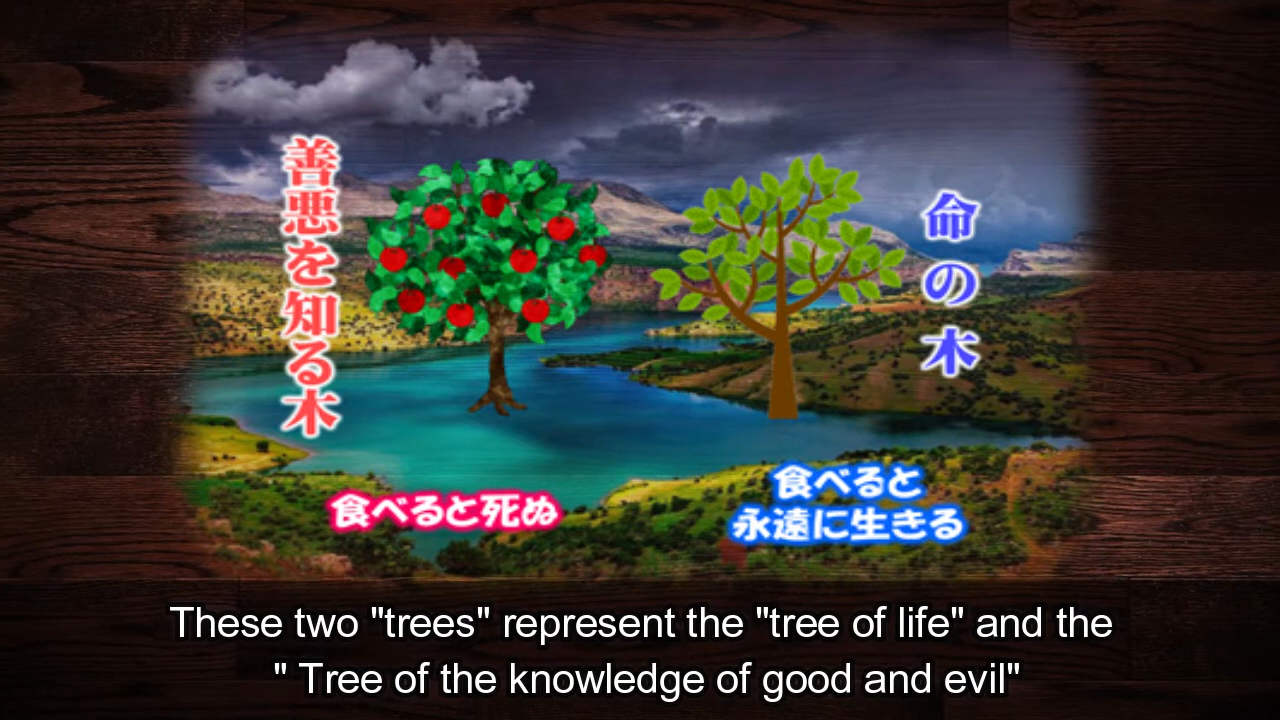 善悪を知る木
命の木
食べると死ぬ
食べると
永遠に生きる
These two "trees" represent the "tree of life" and the
" Tree of the knowledge of good and evil"